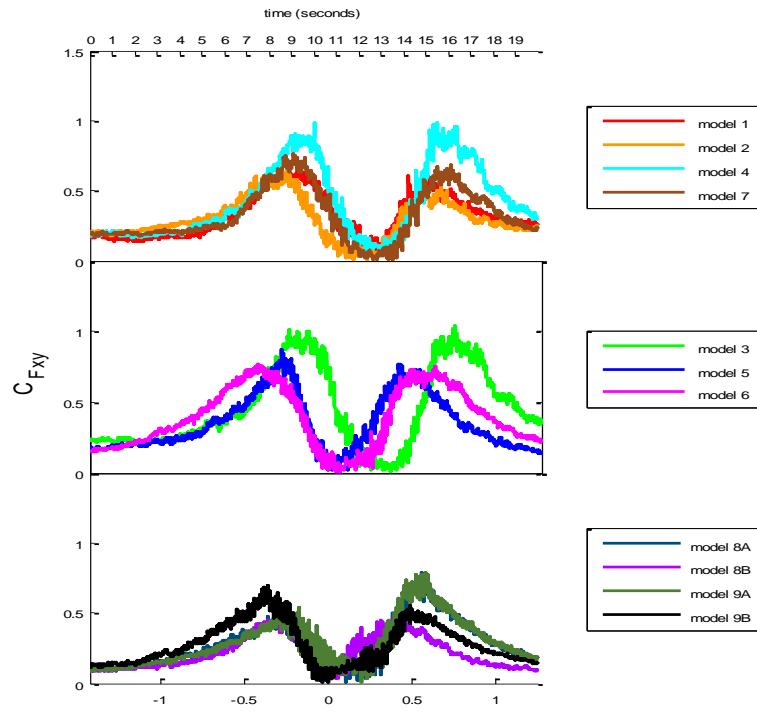 time (seconds)
0 1 2 3 4 5 6 7 8 9 10 11 12 13 14 15 16 17 18 19
1.5
1
0.5
0
model 1
model 2
model 4
model 7
C_Fxy
1
0.5
0
model 3
model 5
model 6
1
0.5
0
model 8A
model 8B
model 9A
model 9B
-1 -0.5 0 0.5 1